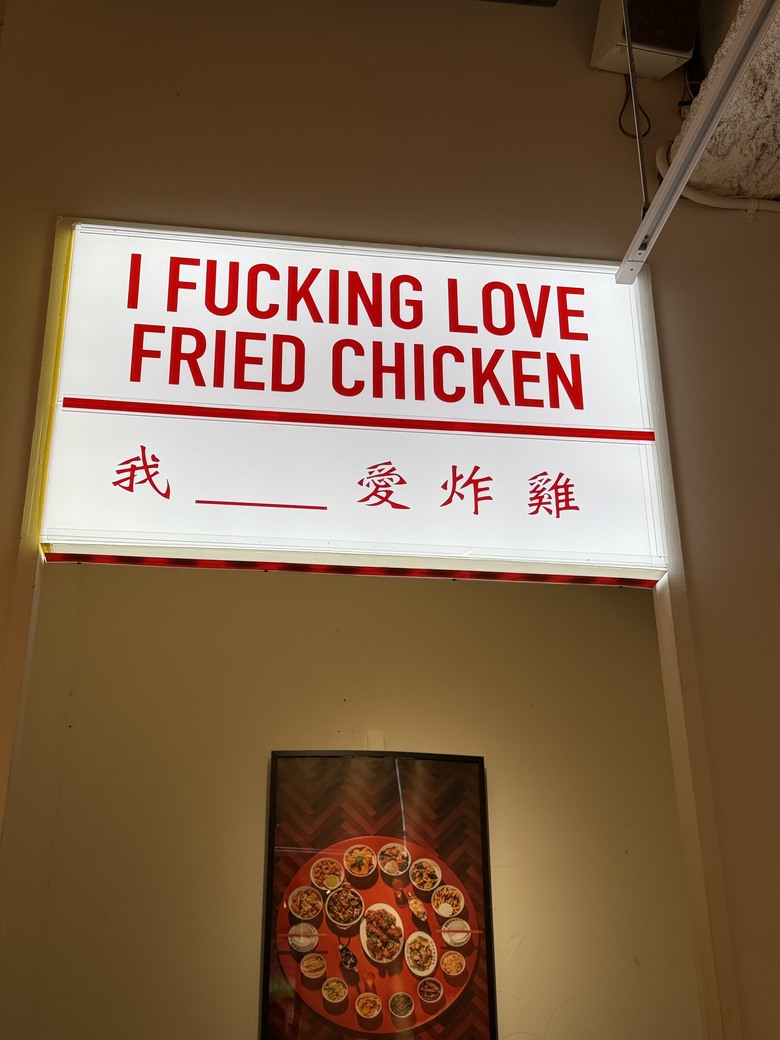 I FUCKING LOVE
FRIED CHICKEN
我 ______ 愛 炸 雞